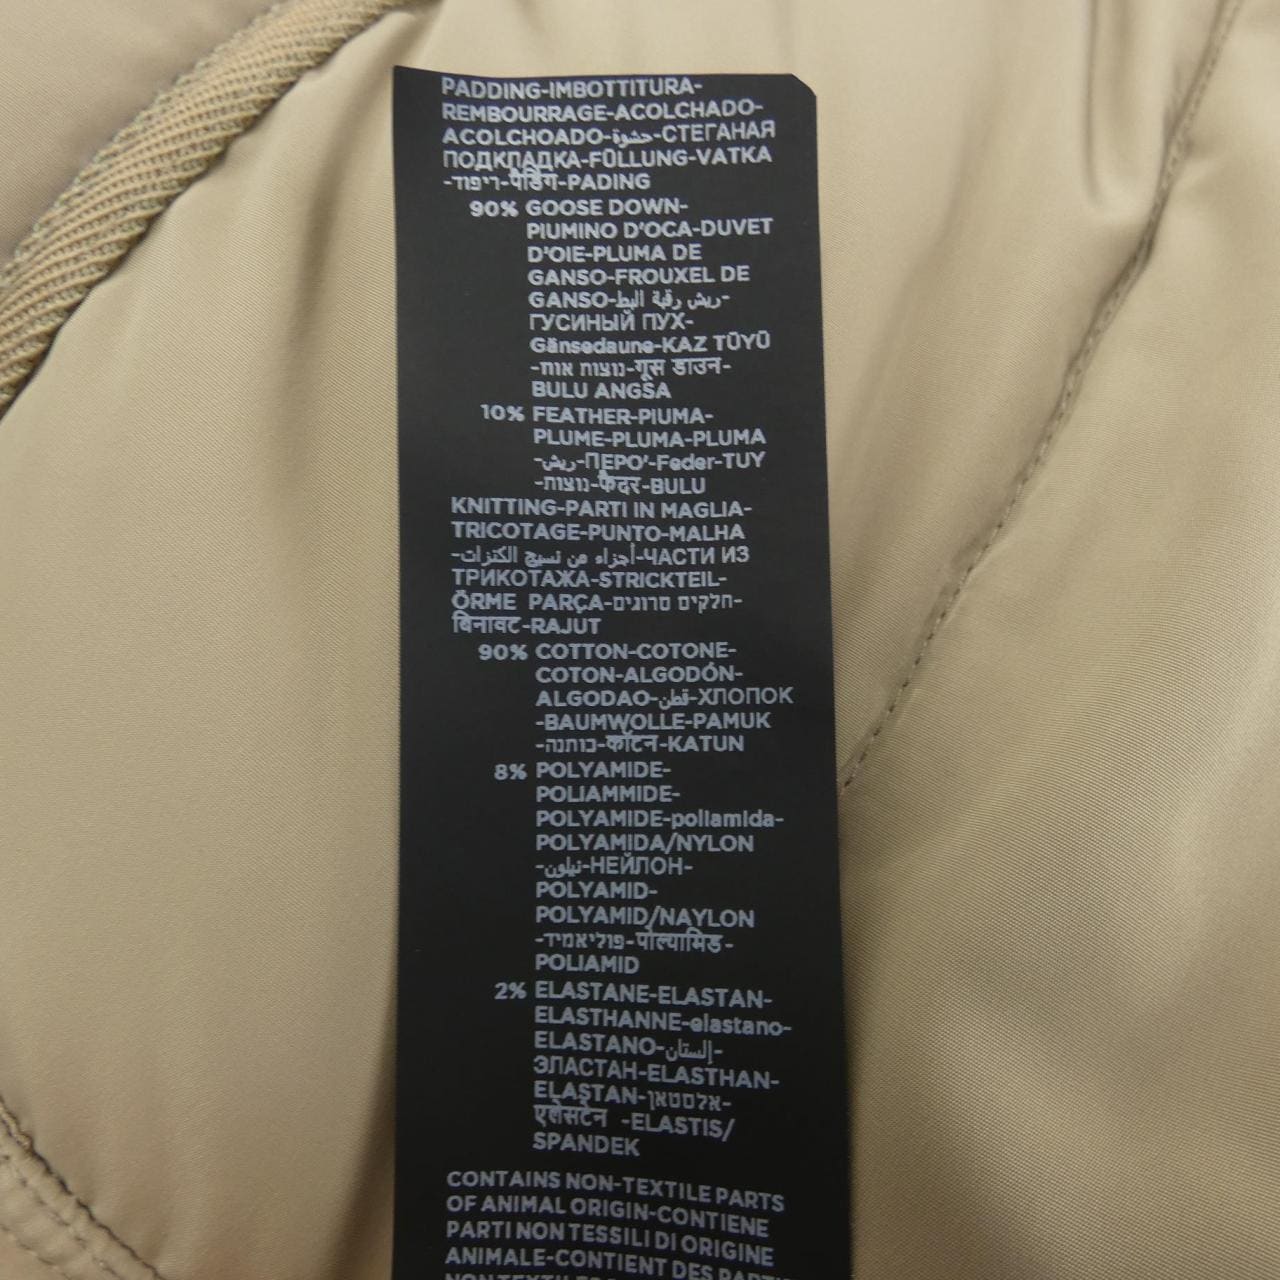 PADDING-IMBOTTITURA-
REMBOURRAGE-ACOLCHADO-
ACOLCHOADO-حشوة-СТЕГАНАЯ
ПОДКЛАДКА-FÜLLUNG-VATKA
-ריפוד-पैडिंग-PADING
90% GOOSE DOWN-
PIUMINO D'OCA-DUVET
D'OIE-PLUMA DE
GANSO-FROUXEL DE
GANSO-ريش رقبة البط-
ГУСИНЫЙ ПУХ-
Gänsedaune-KAZ TÜYÜ
-נוצות אווז-गूस डाउन-
BULU ANGSA
10% FEATHER-PIUMA-
PLUME-PLUMA-PLUMA
-ريش-ПЕРО'-Feder-TUY
-נוצות-फैदर-BULU
KNITTING-PARTI IN MAGLIA-
TRICOTAGE-PUNTO-MALHA
-أجزاء من نسيج الكنزات-ЧАСТИ ИЗ
ТРИКОТАЖА-STRICKTEIL-
ÖRME PARÇA-חלקים סרוגים-
बिनावट-RAJUT
90% COTTON-COTONE-
COTON-ALGODÓN-
ALGODAO-قطن-ХЛОПОК
-BAUMWOLLE-PAMUK
-כותנה-कॉटन-KATUN
8% POLYAMIDE-
POLIAMMIDE-
POLYAMIDE-poliamida-
POLYAMIDA/NYLON
-نيلون-НЕЙЛОН-
POLYAMID-
POLYAMID/NAYLON
-פוליאמיד-पोल्यामिड-
POLIAMID
2% ELASTANE-ELASTAN-
ELASTHANNE-elastano-
ELASTANO-إلستان-
ЭЛАСТАН-ELASTHAN-
ELASTAN-אלסטאן-
एलेसटेन -ELASTIS/
SPANDEK
CONTAINS NON-TEXTILE PARTS
OF ANIMAL ORIGIN-CONTIENE
PARTI NON TESSILI DI ORIGINE
ANIMALE-CONTIENT DES